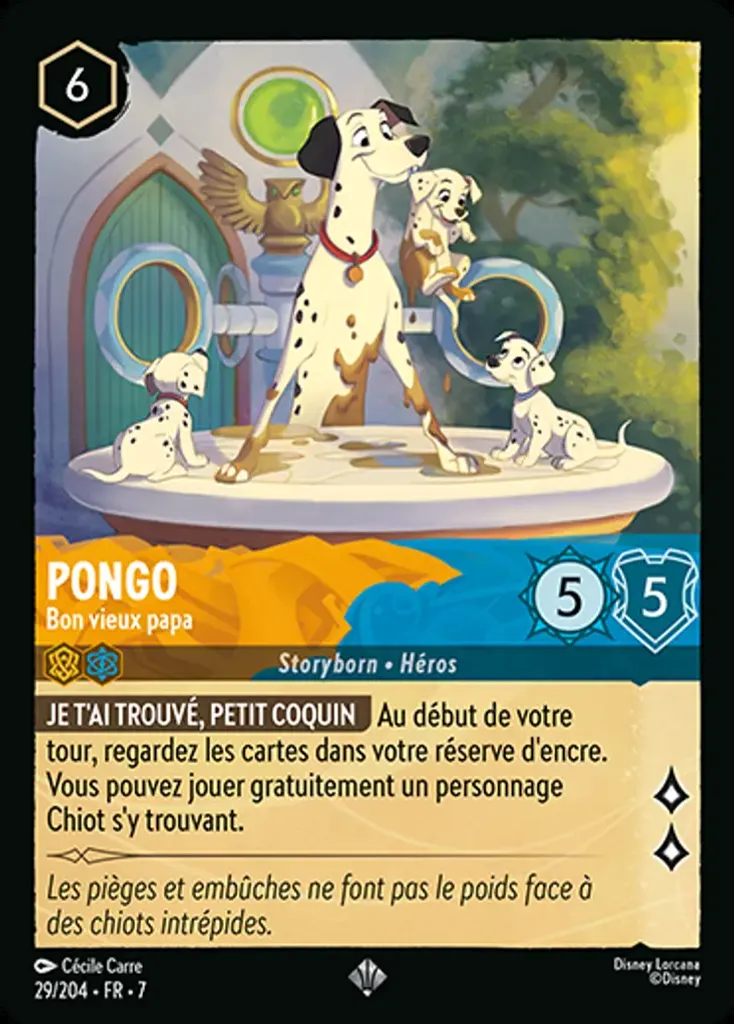 6
PONGO
Bon vieux papa
5
5
Storyborn • Héros
JE T'AI TROUVÉ, PETIT COQUIN Au début de votre
tour, regardez les cartes dans votre réserve d'encre.
Vous pouvez jouer gratuitement un personnage
Chiot s'y trouvant.
Les pièges et embûches ne font pas le poids face à
des chiots intrépides.
Cécile Carre
29/204 • FR • 7
Disney Lorcana
©Disney